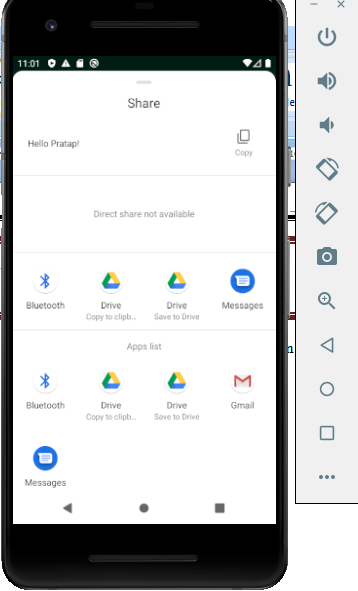 11:01
Share
Hello Pratap!
Copy
Direct share not available
Bluetooth Drive Drive Messages
Copy to clipb... Save to Drive
Apps list
Bluetooth Drive Drive Gmail
Copy to clipb... Save to Drive
Messages